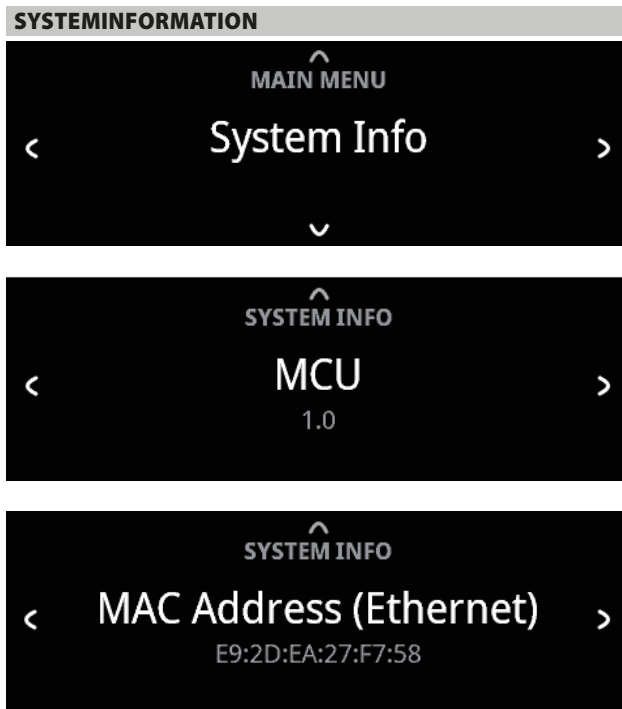 SYSTEMINFORMATION
MAIN MENU
System Info
SYSTEM INFO
MCU
1.0
SYSTEM INFO
MAC Address (Ethernet)
E9:2D:EA:27:F7:58